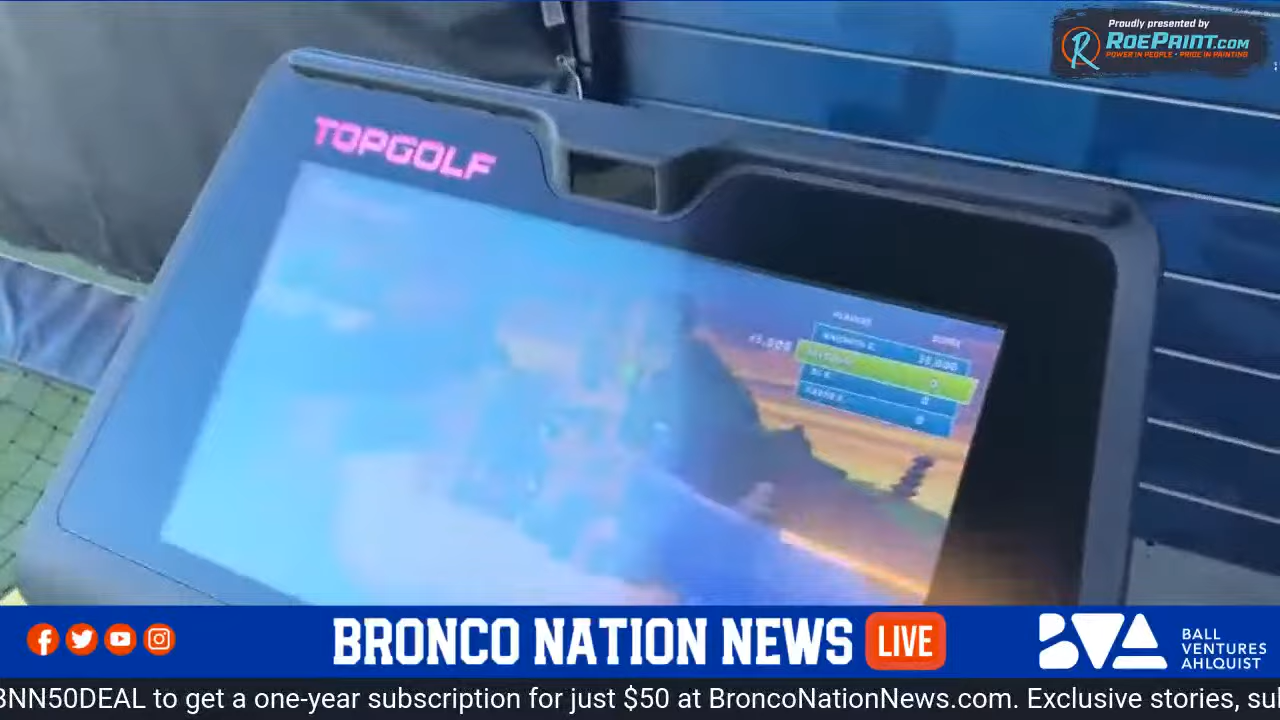 Proudly presented by
RoePaint.com
POWER IN PEOPLE • PRIDE IN PAINTING
TOPGOLF
BRONCO NATION NEWS LIVE
BALL
VENTURES
AHLQUIST
BNN50DEAL to get a one-year subscription for just $50 at BroncoNationNews.com. Exclusive stories, su